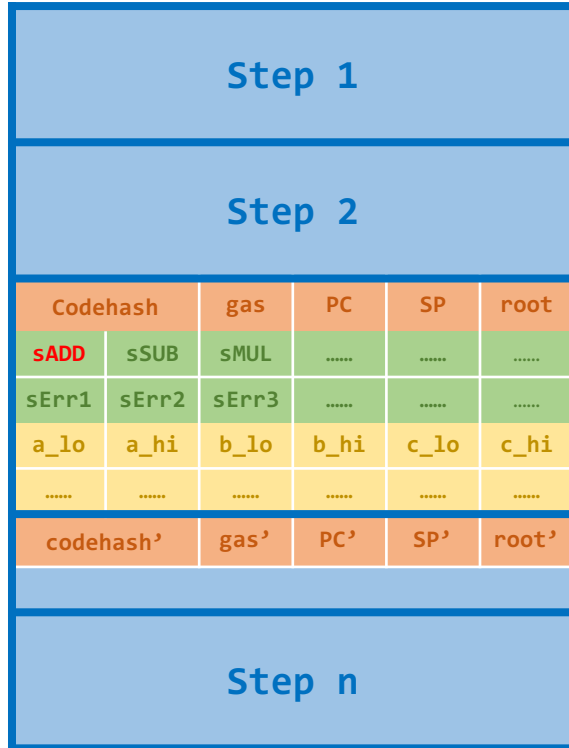 Step 1
Step 2
Codehash gas PC SP root
sADD sSUB sMUL …… …… ……
sErr1 sErr2 sErr3 …… …… ……
a_lo a_hi b_lo b_hi c_lo c_hi
…… …… …… …… …… ……
codehash’ gas’ PC’ SP’ root’
Step n